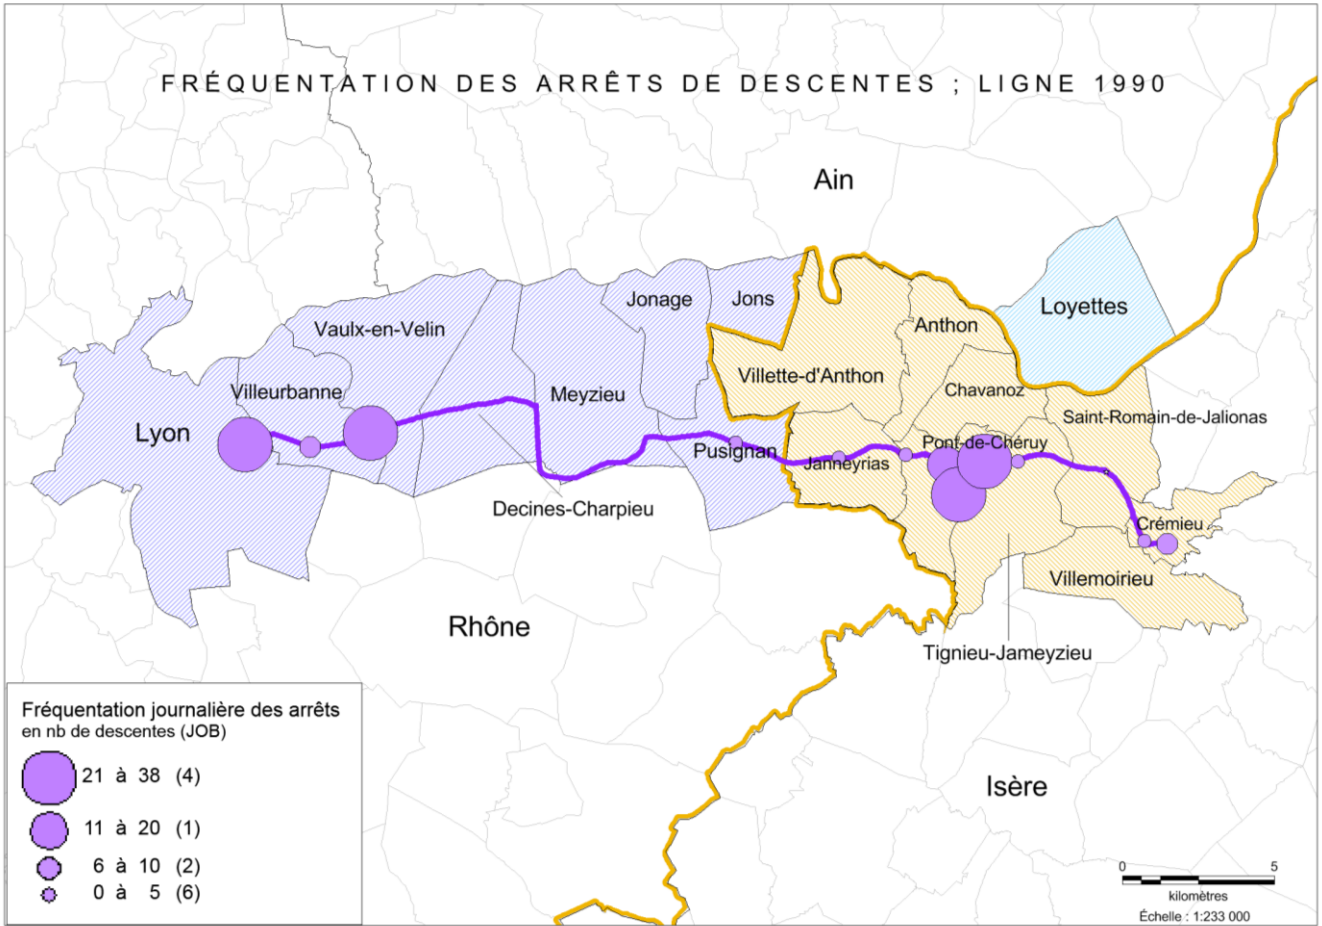 FRÉQUENTATION DES ARRÊTS DE DESCENTES ; LIGNE 1990
Ain
Jonage
Jons
Loyettes
Vaulx-en-Velin
Anthon
Villette-d'Anthon
Villeurbanne
Meyzieu
Chavanoz
Saint-Romain-de-Jalionas
Lyon
Pusignan
Pont-de-Chéruy
Janneyrias
Decines-Charpieu
Crémieu
Villemoirieu
Rhône
Tignieu-Jameyzieu
Isère
Fréquentation journalière des arrêts
en nb de descentes (JOB)
21 à 38 (4)
11 à 20 (1)
6 à 10 (2)
0 à 5 (6)
0 5
kilomètres
Échelle : 1:233 000